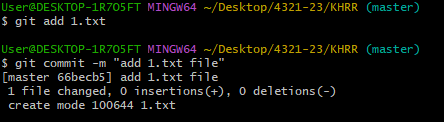 User@DESKTOP-1R7O5FT MINGW64 ~/Desktop/4321-23/KHRR (master)
$ git add 1.txt
User@DESKTOP-1R7O5FT MINGW64 ~/Desktop/4321-23/KHRR (master)
$ git commit -m "add 1.txt file"
[master 66becb5] add 1.txt file
 1 file changed, 0 insertions(+), 0 deletions(-)
 create mode 100644 1.txt